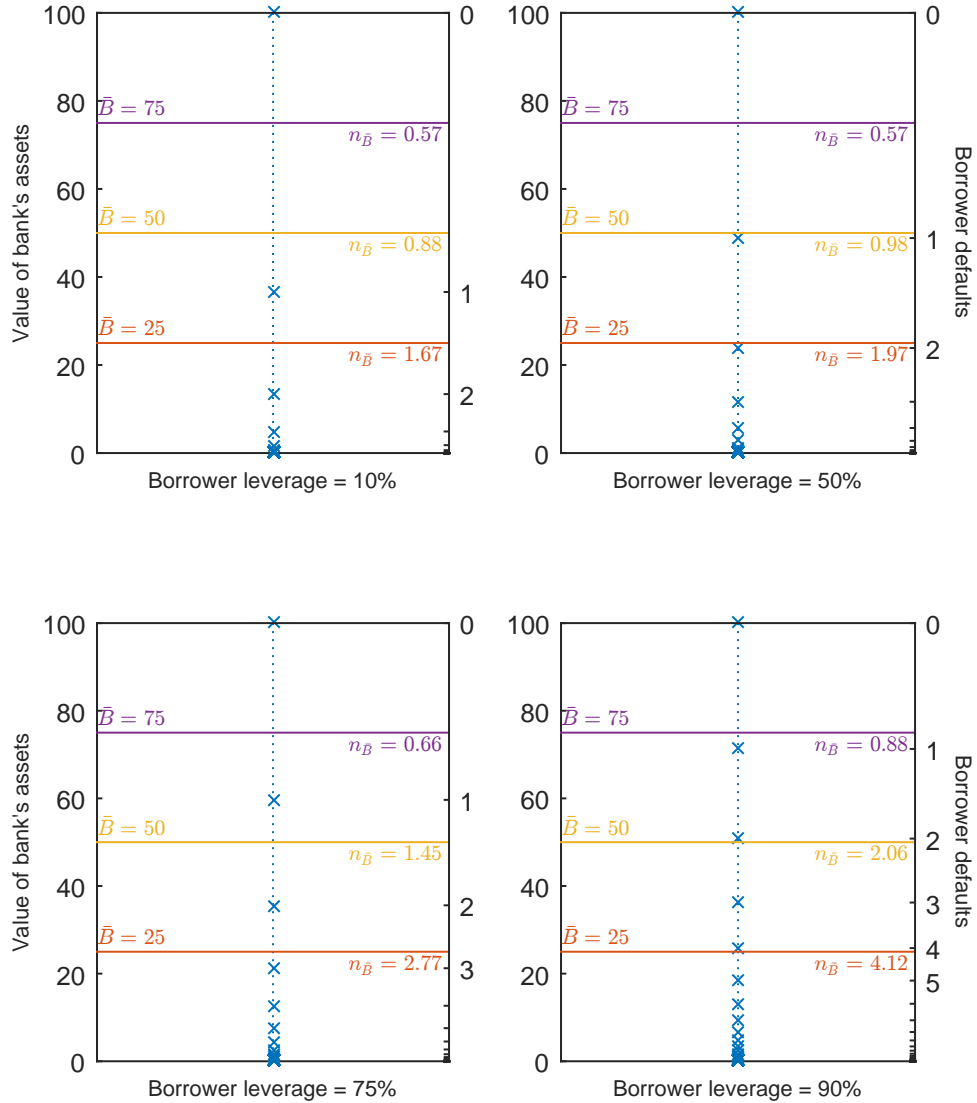 Value of bank's assets
100
80
60
40
20
0
B̄ = 75
n_B̄ = 0.57
B̄ = 50
n_B̄ = 0.88
B̄ = 25
n_B̄ = 1.67
0
1
2
Borrower leverage = 10%
100
80
60
40
20
0
B̄ = 75
n_B̄ = 0.57
B̄ = 50
n_B̄ = 0.98
B̄ = 25
n_B̄ = 1.97
0
1
2
Borrower defaults
Borrower leverage = 50%
Value of bank's assets
100
80
60
40
20
0
B̄ = 75
n_B̄ = 0.66
B̄ = 50
n_B̄ = 1.45
B̄ = 25
n_B̄ = 2.77
0
1
2
3
Borrower leverage = 75%
100
80
60
40
20
0
B̄ = 75
n_B̄ = 0.88
B̄ = 50
n_B̄ = 2.06
B̄ = 25
n_B̄ = 4.12
0
1
2
3
4
5
Borrower defaults
Borrower leverage = 90%